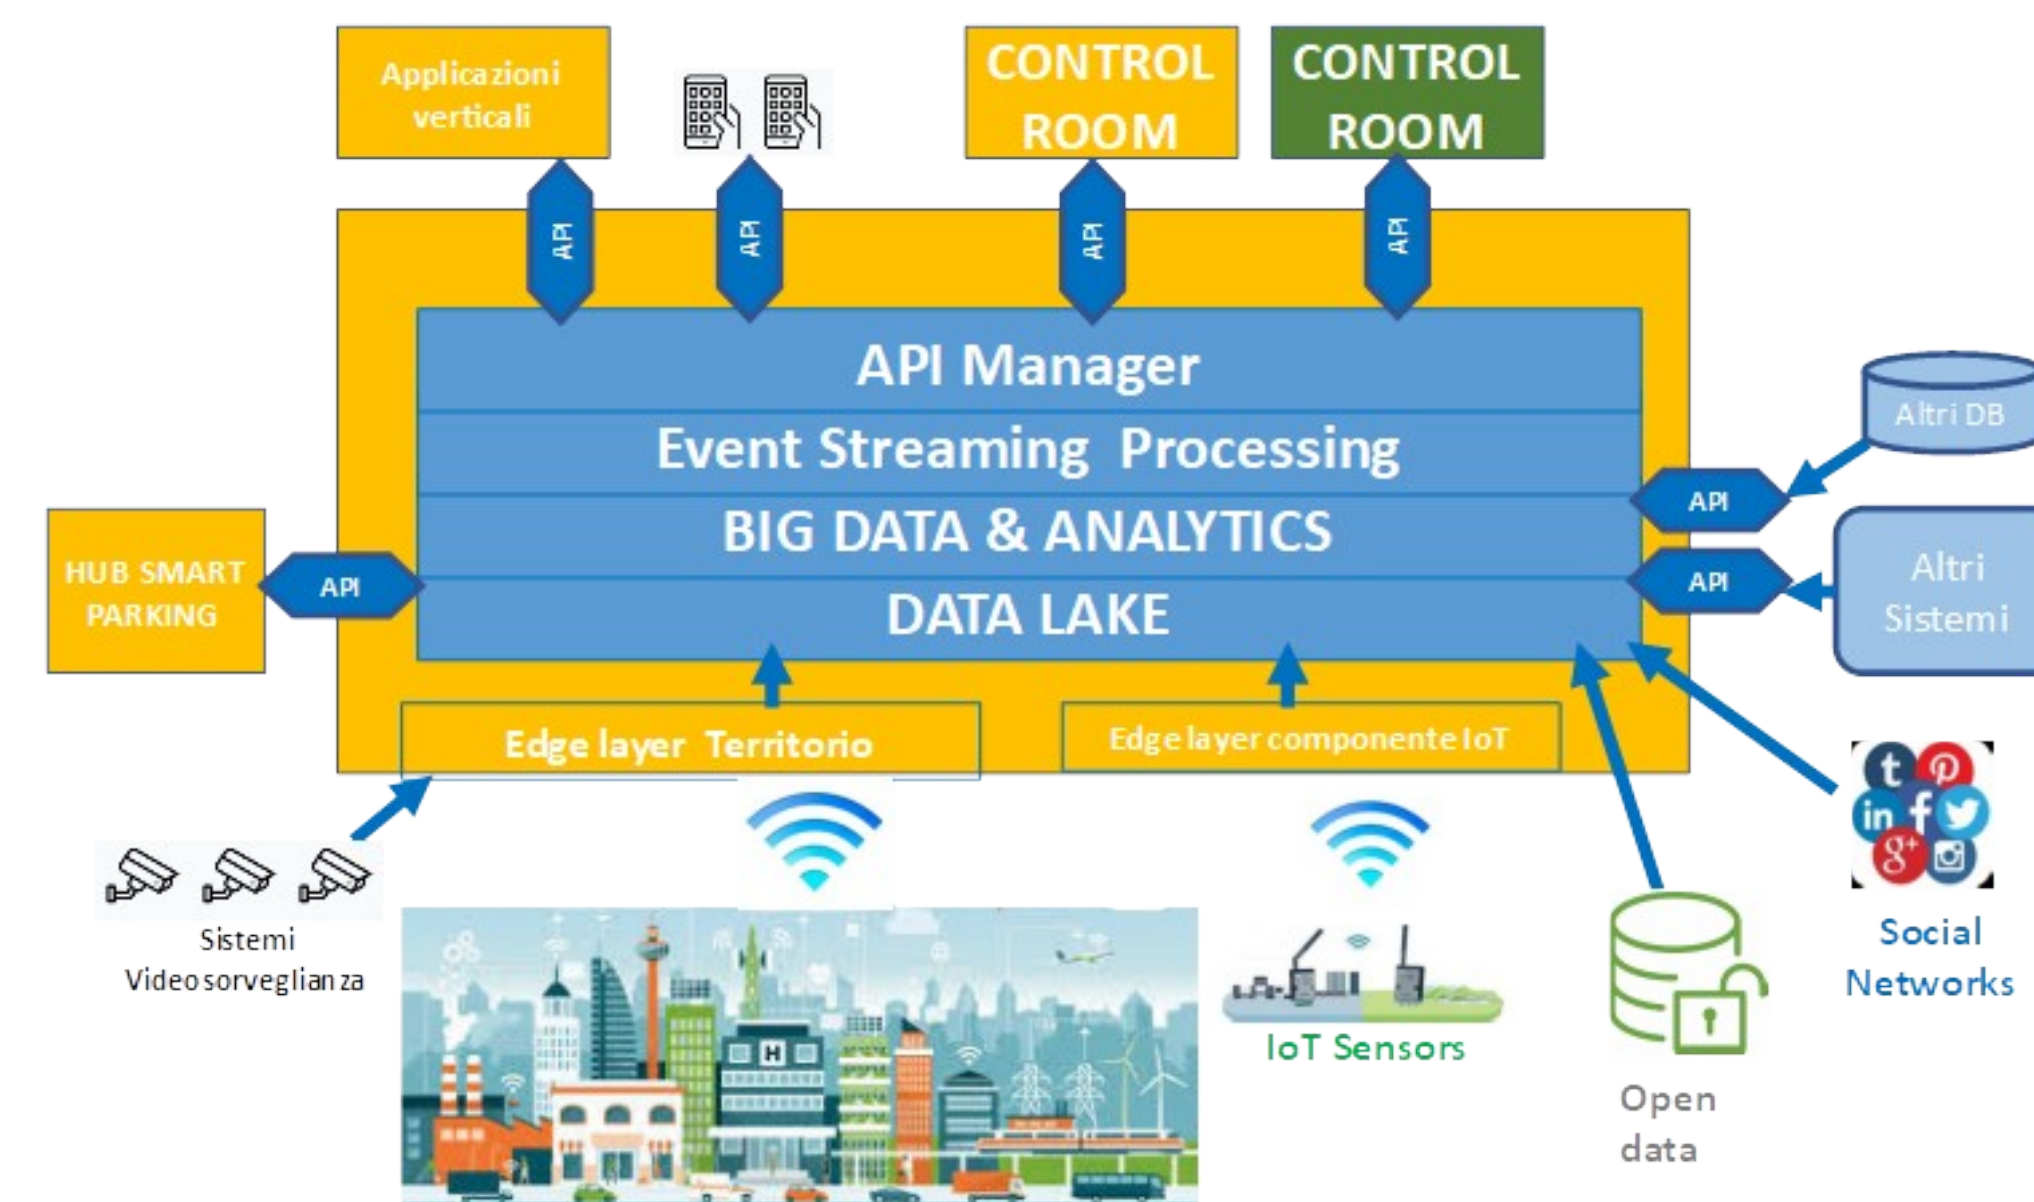 Applicazioni
verticali
CONTROL
ROOM
CONTROL
ROOM
API
API
API
API
API Manager
Event Streaming Processing
BIG DATA & ANALYTICS
DATA LAKE
Altri DB
API
API
Altri
Sistemi
HUB SMART
PARKING
API
Edge layer Territorio
Edge layer componente IoT
Sistemi
Videosorveglianza
H
IoT Sensors
Open
data
t
in
f
g+
Social
Networks